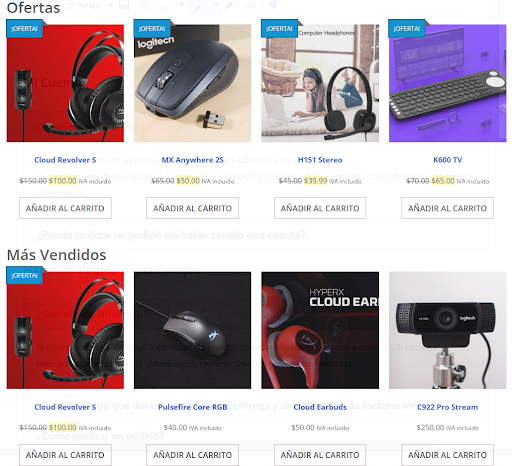 Ofertas
¡OFERTA! ¡OFERTA! ¡OFERTA! ¡OFERTA!
logitech
Computer Headphones
Cloud Revolver S MX Anywhere 2S H151 Stereo K600 TV
$150.00 $100.00 IVA incluido $65.00 $50.00 IVA incluido $45.00 $39.99 IVA incluido $70.00 $65.00 IVA incluido
AÑADIR AL CARRITO AÑADIR AL CARRITO AÑADIR AL CARRITO AÑADIR AL CARRITO
¿Puedo realizar un pedido sin haber creado una cuenta?
Más Vendidos
¡OFERTA!
HYPERX
CLOUD EAR
logitech
Cloud Revolver S Pulsefire Core RGB Cloud Earbuds C922 Pro Stream
$150.00 $100.00 IVA incluido $40.00 IVA incluido $50.00 IVA incluido $250.00 IVA incluido
¿Cómo realizar un pedido?
AÑADIR AL CARRITO AÑADIR AL CARRITO AÑADIR AL CARRITO AÑADIR AL CARRITO